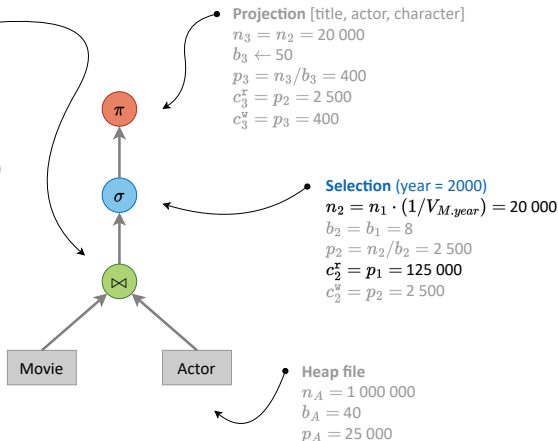 Projection [title, actor, character]
n₃ = n₂ = 20 000
b₃ ← 50
p₃ = n₃/b₃ = 400
c₃ʳ = p₂ = 2 500
c₃ʷ = p₃ = 400
π
Selection (year = 2000)
n₂ = n₁ · (1/V_{M.year}) = 20 000
b₂ = b₁ = 8
p₂ = n₂/b₂ = 2 500
c₂ʳ = p₁ = 125 000
c₂ʷ = p₂ = 2 500
σ
⋈
Movie
Actor
Heap file
n_A = 1 000 000
b_A = 40
p_A = 25 000